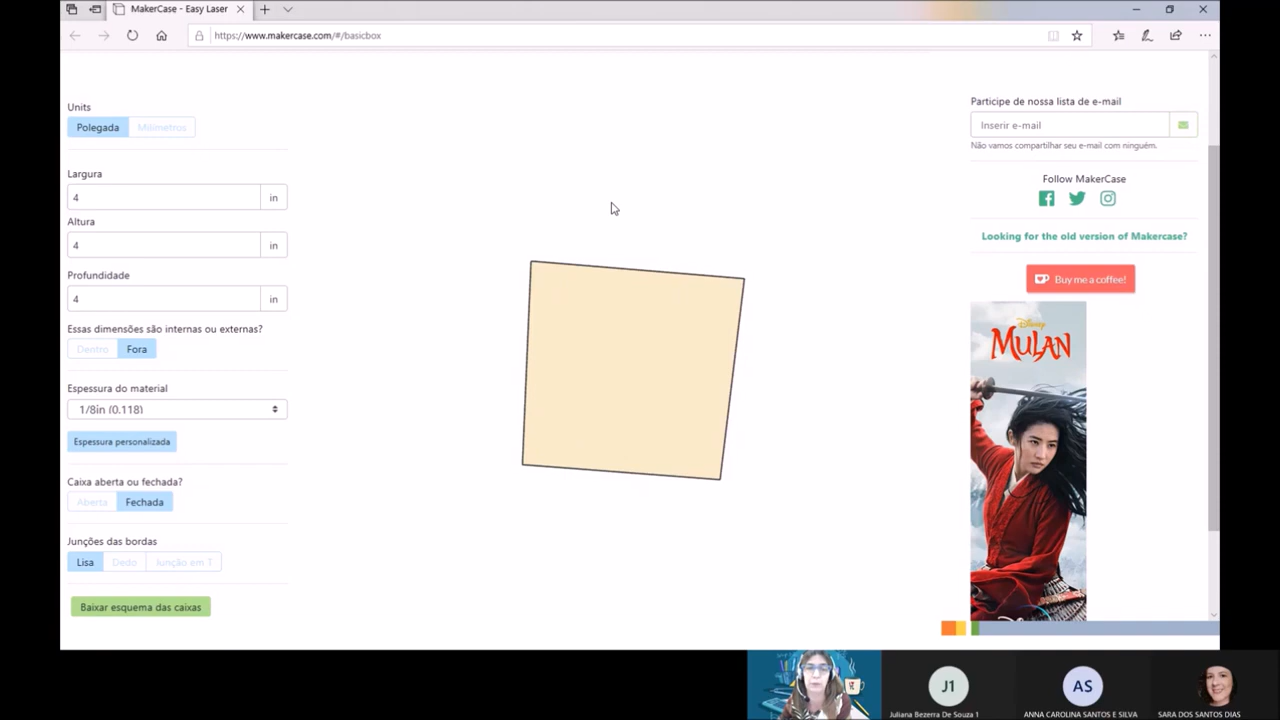 MakerCase - Easy Laser
https://www.makercase.com/#/basicbox
Units
Polegada
Milímetros
Largura
4
in
Altura
4
in
Profundidade
4
in
Essas dimensões são internas ou externas?
Dentro
Fora
Espessura do material
1/8in (0.118)
Espessura personalizada
Caixa aberta ou fechada?
Aberta
Fechada
Junções das bordas
Lisa
Dedo
Junção em T
Baixar esquema das caixas
Participe de nossa lista de e-mail
Inserir e-mail
Não vamos compartilhar seu e-mail com ninguém.
Follow MakerCase
Looking for the old version of Makercase?
Buy me a coffee!
Disney
MULAN
J1
Juliana Bezerra De Souza 1
AS
ANNA CAROLINA SANTOS E SILVA
SARA DOS SANTOS DIAS